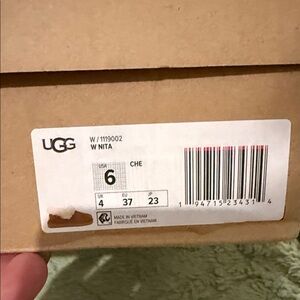 UGG
W / 1119002
W NITA
USA
6
CHE
UK EU JP
4 37 23
MADE IN VIETNAM
FABRIQUÉ EN VIETNAM
1 94715 23431 4